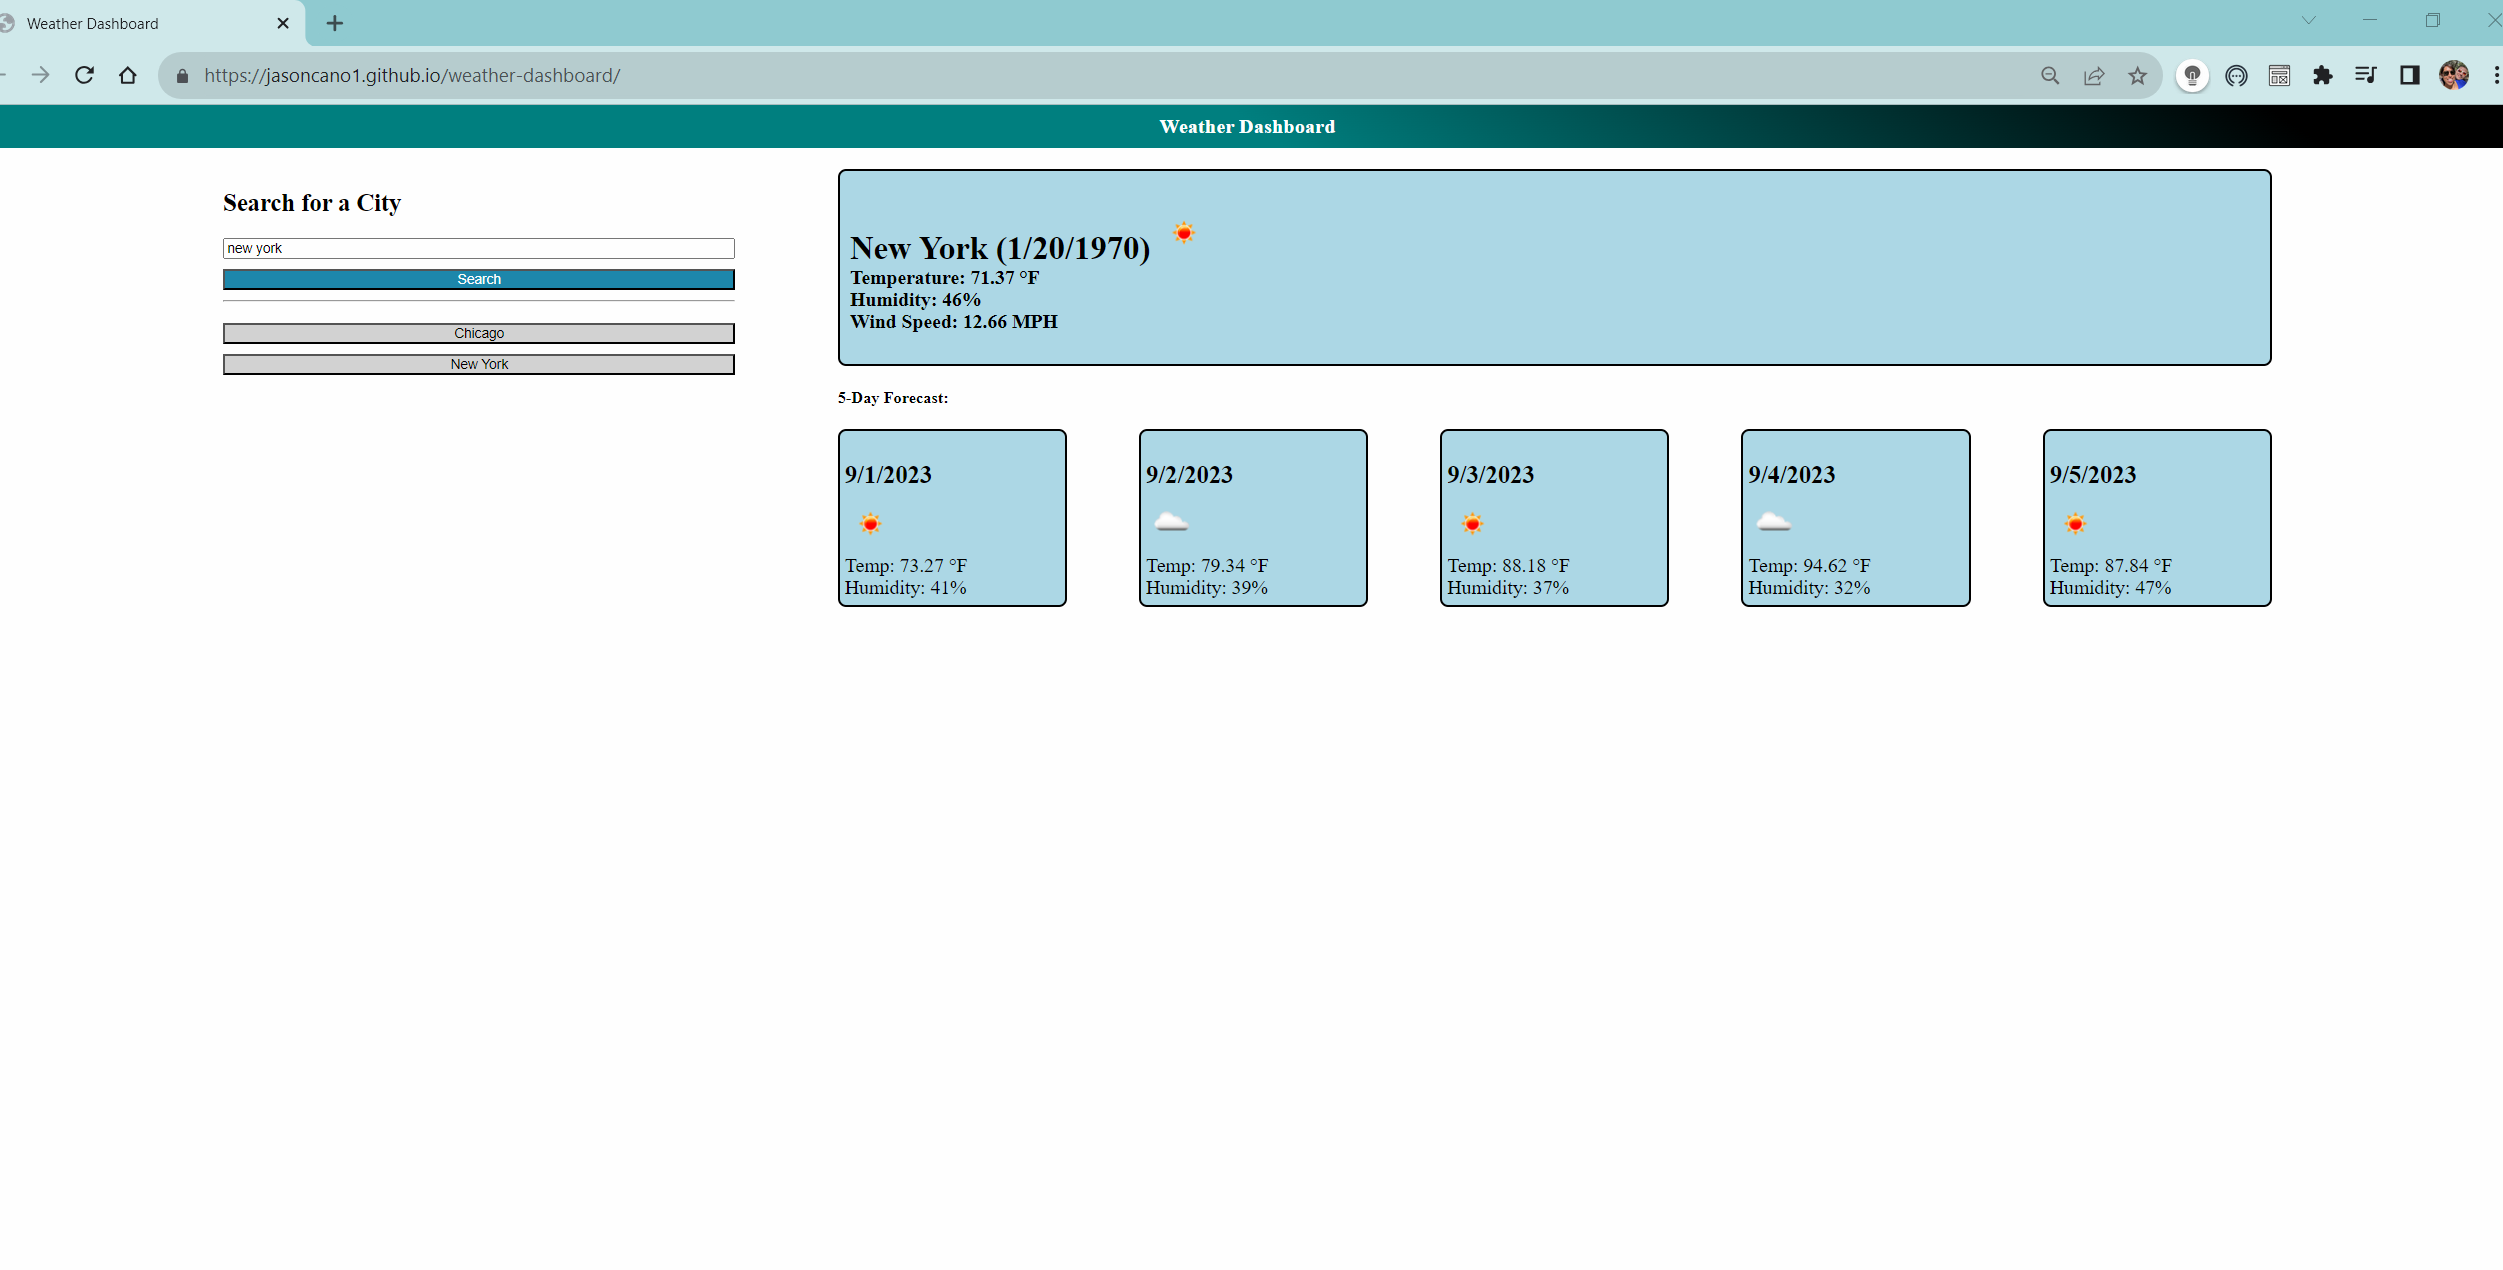 Weather Dashboard
https://jasoncano1.github.io/weather-dashboard/
Weather Dashboard
Search for a City
new york
Search
Chicago
New York
New York (1/20/1970)
Temperature: 71.37 °F
Humidity: 46%
Wind Speed: 12.66 MPH
5-Day Forecast:
9/1/2023
Temp: 73.27 °F
Humidity: 41%
9/2/2023
Temp: 79.34 °F
Humidity: 39%
9/3/2023
Temp: 88.18 °F
Humidity: 37%
9/4/2023
Temp: 94.62 °F
Humidity: 32%
9/5/2023
Temp: 87.84 °F
Humidity: 47%